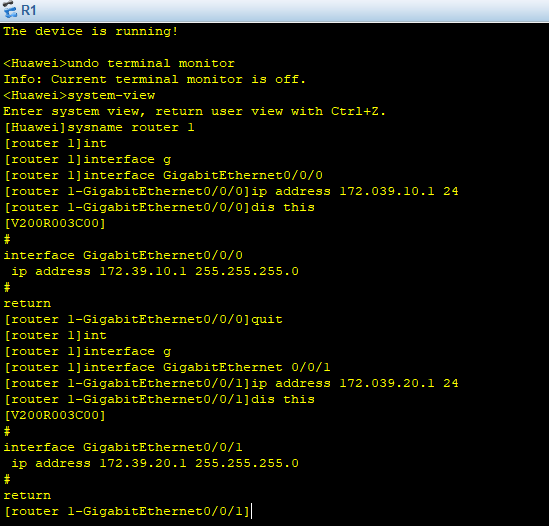 R1
The device is running!
<Huawei>undo terminal monitor
Info: Current terminal monitor is off.
<Huawei>system-view
Enter system view, return user view with Ctrl+Z.
[Huawei]sysname router 1
[router 1]int
[router 1]interface g
[router 1]interface GigabitEthernet0/0/0
[router 1-GigabitEthernet0/0/0]ip address 172.039.10.1 24
[router 1-GigabitEthernet0/0/0]dis this
[V200R003C00]
#
interface GigabitEthernet0/0/0
 ip address 172.39.10.1 255.255.255.0
#
return
[router 1-GigabitEthernet0/0/0]quit
[router 1]int
[router 1]interface g
[router 1]interface GigabitEthernet 0/0/1
[router 1-GigabitEthernet0/0/1]ip address 172.039.20.1 24
[router 1-GigabitEthernet0/0/1]dis this
[V200R003C00]
#
interface GigabitEthernet0/0/1
 ip address 172.39.20.1 255.255.255.0
#
return
[router 1-GigabitEthernet0/0/1]